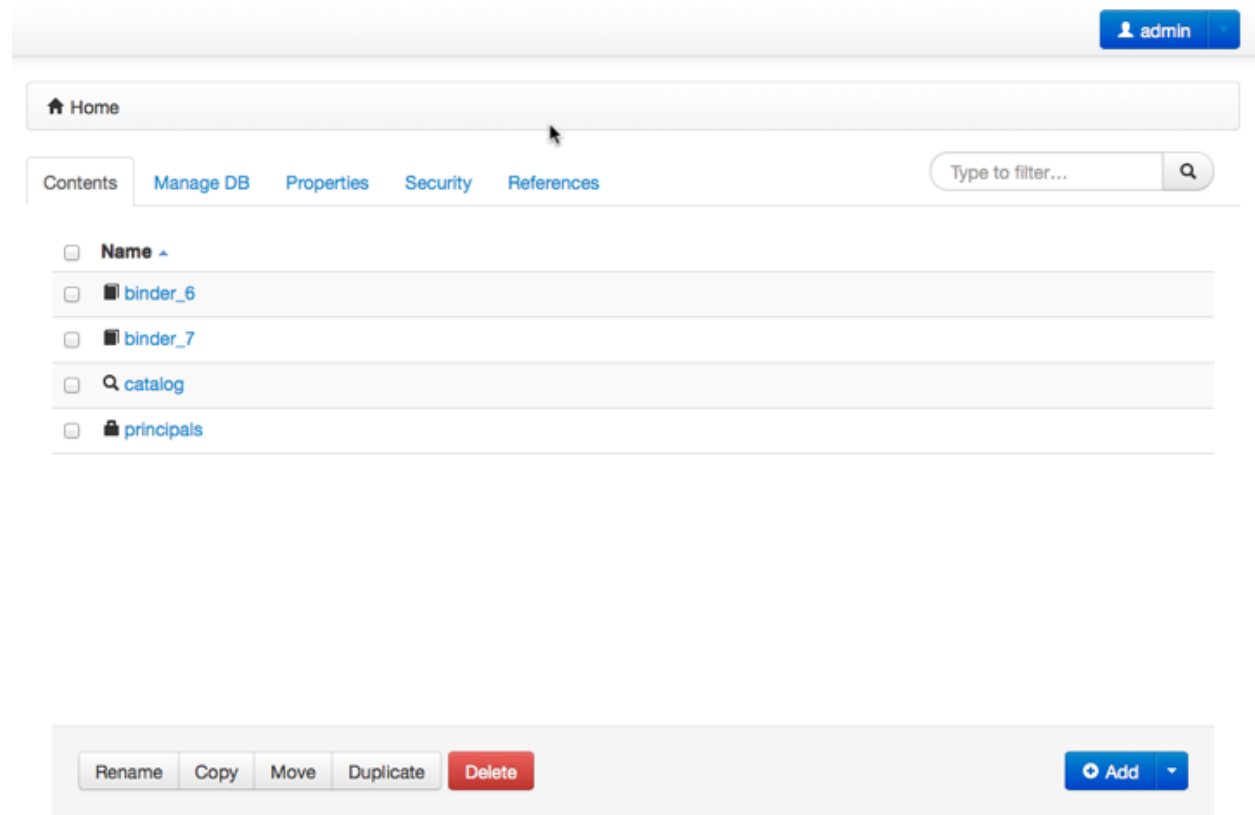 admin
Home
Contents Manage DB Properties Security References Type to filter...
Name
binder_6
binder_7
catalog
principals
Rename Copy Move Duplicate Delete Add